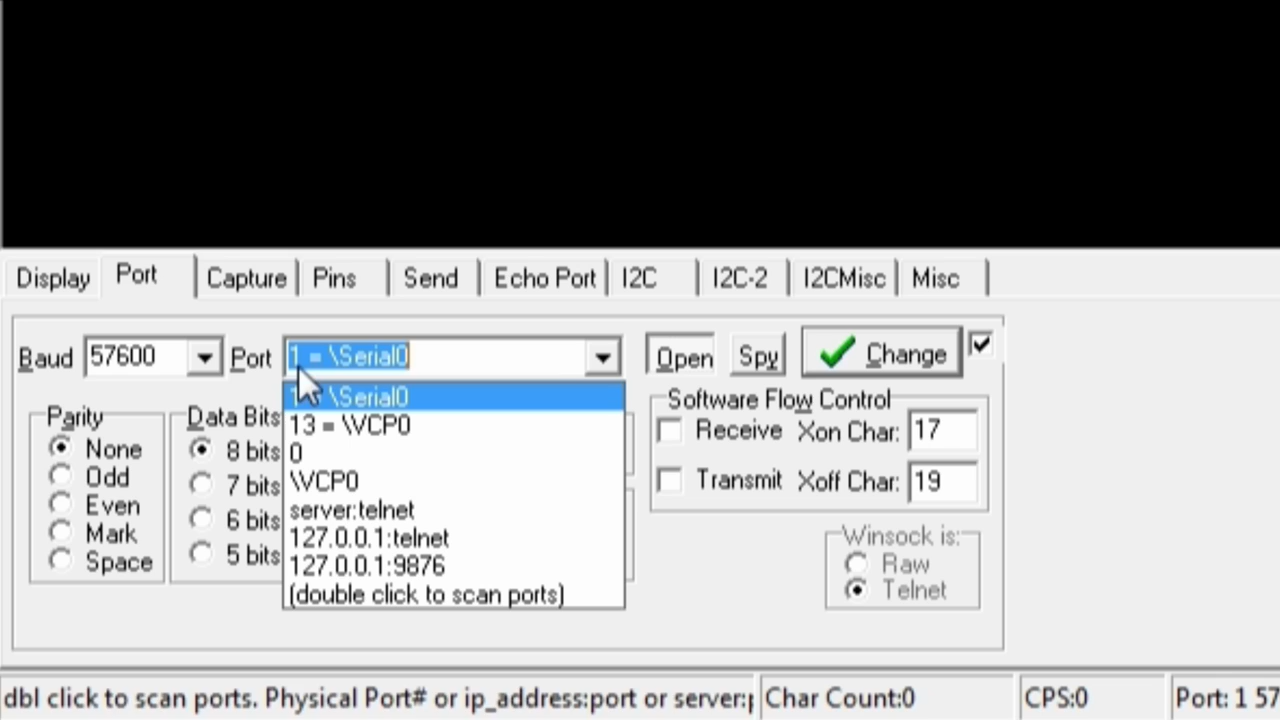 Display Port Capture Pins Send Echo Port I2C I2C-2 I2CMisc Misc
Baud 57600 Port 1 = \Serial0 Open Spy Change
\Serial0
13 = \VCP0
0
\VCP0
server:telnet
127.0.0.1:telnet
127.0.0.1:9876
(double click to scan ports)
Parity
None
Odd
Even
Mark
Space
Data Bits
8 bits
7 bits
6 bits
5 bits
Software Flow Control
Receive Xon Char: 17
Transmit Xoff Char: 19
Winsock is:
Raw
Telnet
dbl click to scan ports. Physical Port# or ip_address:port or server:p Char Count:0 CPS:0 Port: 1 57